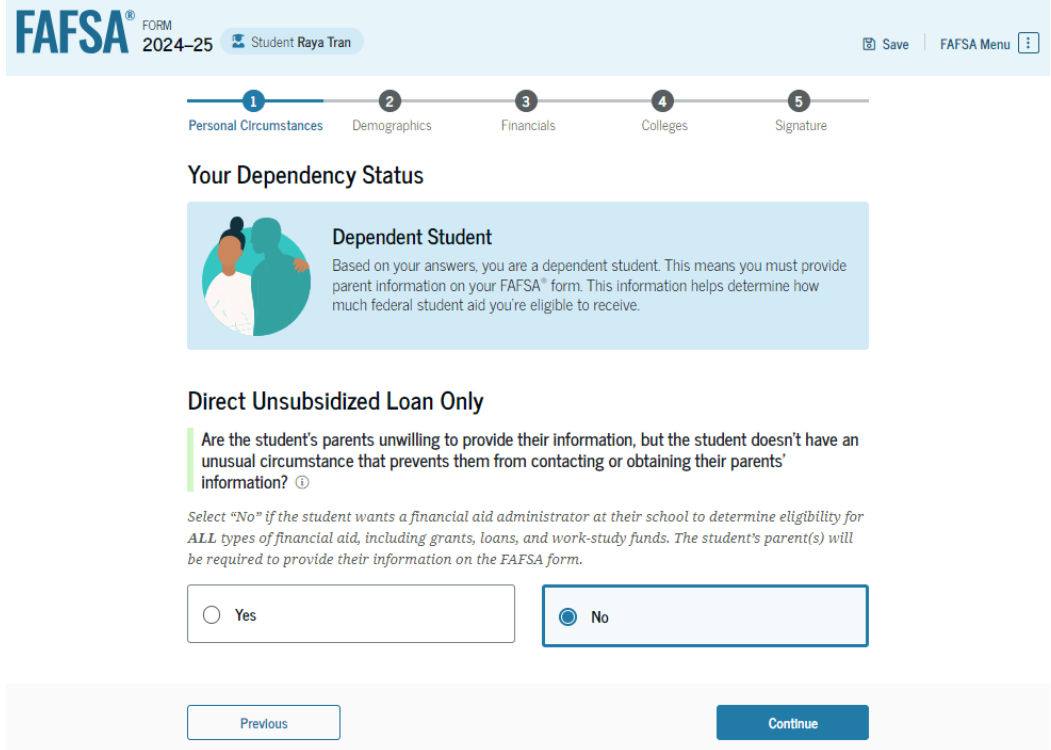 FAFSA® FORM
2024–25 Student Raya Tran Save FAFSA Menu
1 2 3 4 5
Personal Circumstances Demographics Financials Colleges Signature
Your Dependency Status
Dependent Student
Based on your answers, you are a dependent student. This means you must provide
parent information on your FAFSA® form. This information helps determine how
much federal student aid you're eligible to receive.
Direct Unsubsidized Loan Only
Are the student's parents unwilling to provide their information, but the student doesn't have an
unusual circumstance that prevents them from contacting or obtaining their parents'
information?
Select “No” if the student wants a financial aid administrator at their school to determine eligibility for
ALL types of financial aid, including grants, loans, and work-study funds. The student's parent(s) will
be required to provide their information on the FAFSA form.
Yes No
Previous Continue